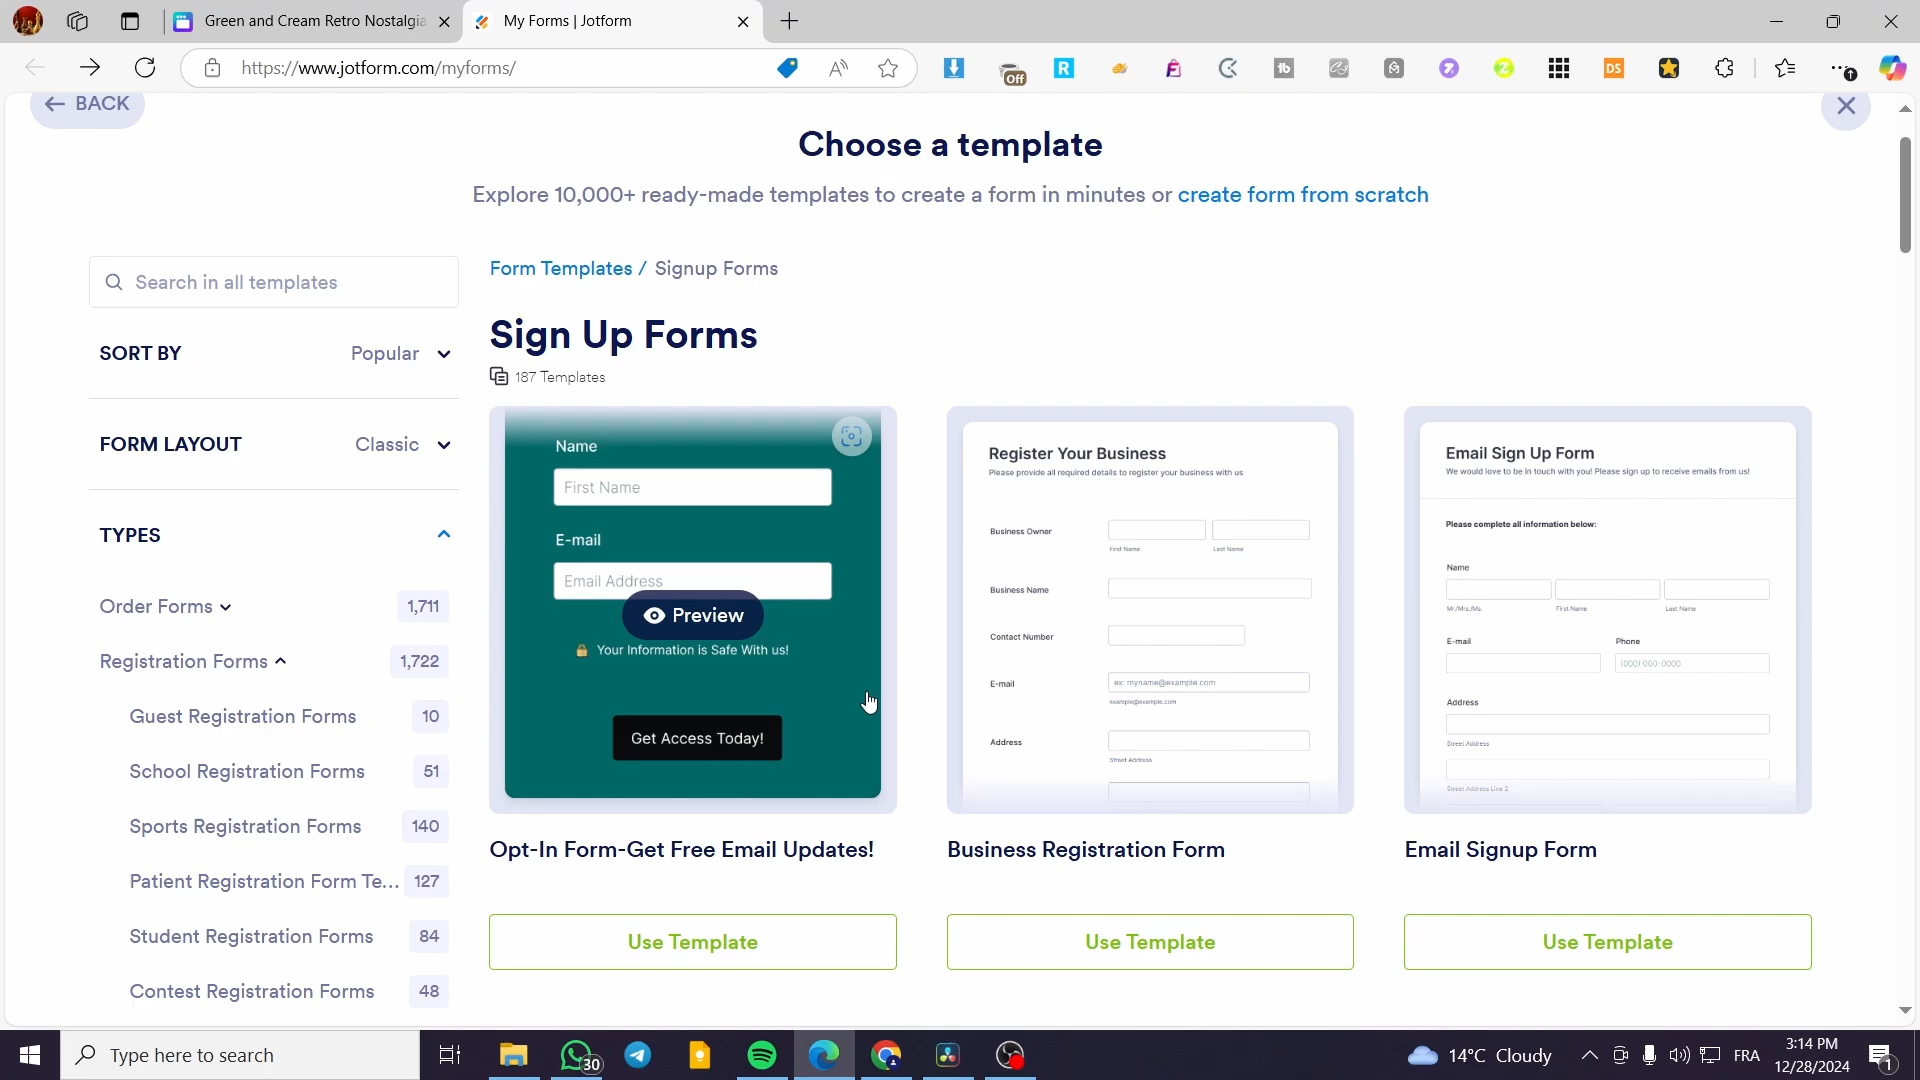 Green and Cream Retro Nostalgia
My Forms | Jotform
https://www.jotform.com/myforms/
Off
BACK
Choose a template
Explore 10,000+ ready-made templates to create a form in minutes or create form from scratch
Search in all templates
SORT BY Popular
FORM LAYOUT Classic
TYPES
Order Forms 1,711
Registration Forms 1,722
Guest Registration Forms 10
School Registration Forms 51
Sports Registration Forms 140
Patient Registration Form Te... 127
Student Registration Forms 84
Contest Registration Forms 48
Form Templates / Signup Forms
Sign Up Forms
187 Templates
Name
First Name
E-mail
Email Address
Preview
Your Information is Safe With us!
Get Access Today!
Opt-In Form-Get Free Email Updates!
Use Template
Register Your Business
Please provide all required details to register your business with us
Business Owner
First Name Last Name
Business Name
Contact Number
E-mail ex: myname@example.com
example@example.com
Address
Street Address
Business Registration Form
Use Template
Email Sign Up Form
We would love to be in touch with you! Please sign up to receive emails from us!
Please complete all information below:
Name
Mr./Mrs./Ms. First Name Last Name
E-mail Phone
(000) 000-0000
Address
Street Address
Street Address Line 2
Email Signup Form
Use Template
Type here to search
30
14°C Cloudy
FRA
3:14 PM
12/28/2024
1